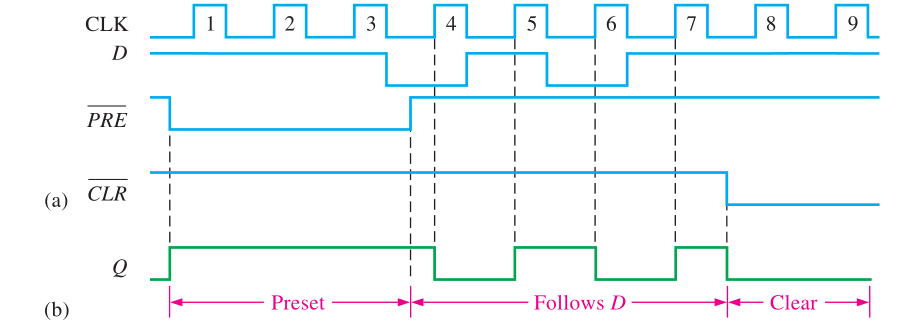 CLK 1 2 3 4 5 6 7 8 9
D
PRE
(a) CLR
Q
(b) Preset Follows D Clear